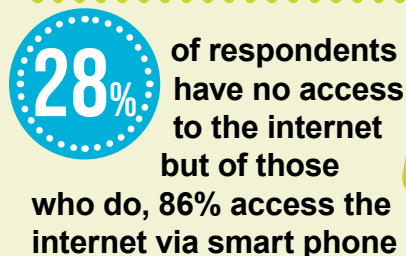 28%
of respondents
have no access
to the internet
but of those
who do, 86% access the
internet via smart phone